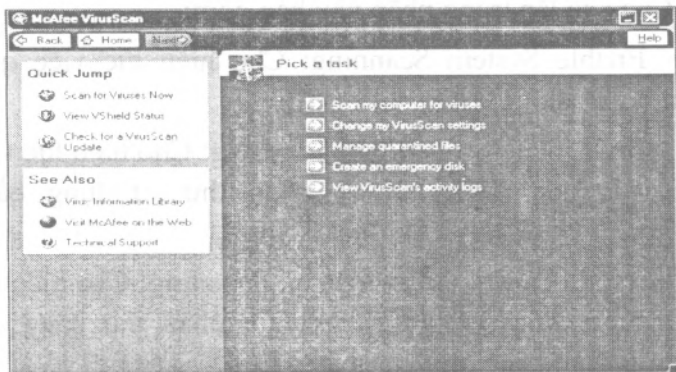 McAfee VirusScan
Back Home Next
Help
Quick Jump
Scan for Viruses Now
View VShield Status
Check for a VirusScan
Update
See Also
Virus Information Library
Visit McAfee on the Web
Technical Support
Pick a task
Scan my computer for viruses
Change my VirusScan settings
Manage quarantined files
Create an emergency disk
View VirusScan's activity logs